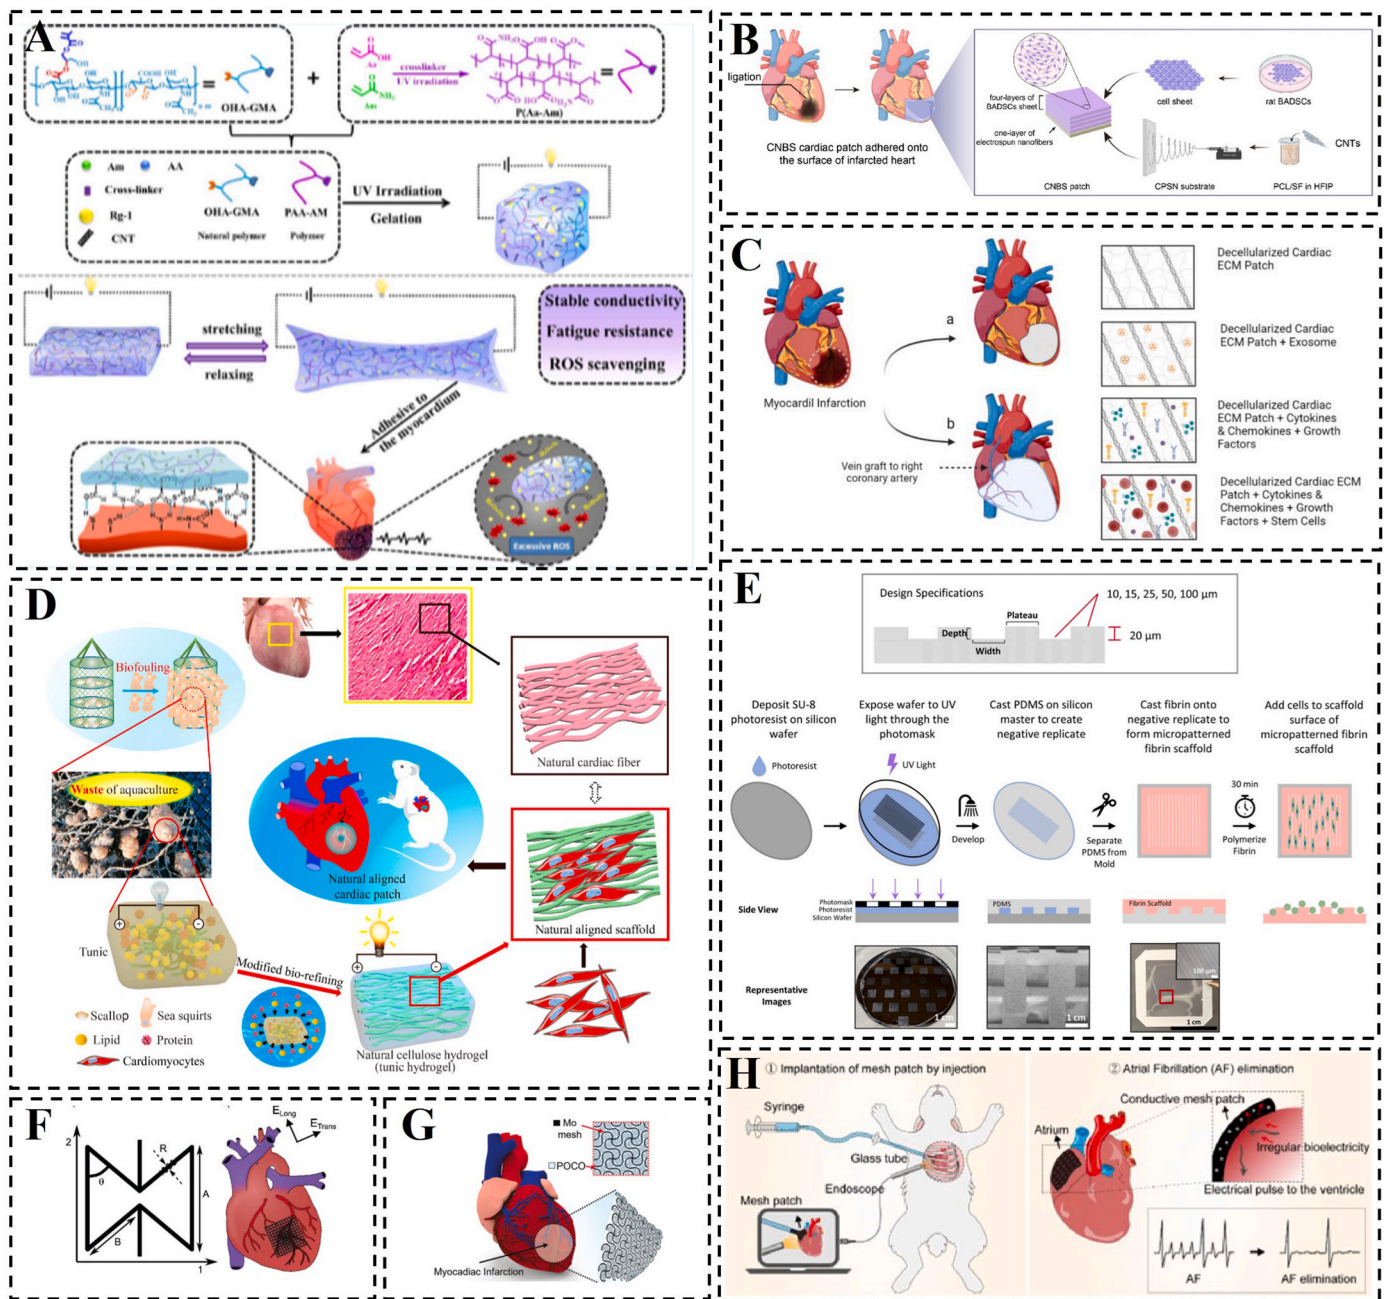 A
OHA-GMA
+
Aa
Am
crosslinker
UV irradiation
P(Aa-Am)
Am
AA
Cross-linker
Rg-1
CNT
OHA-GMA
PAA-AM
Natural polymer
Polymer
UV Irradiation
Gelation
stretching
relaxing
Stable conductivity
Fatigue resistance
ROS scavenging
Adhesive to
the myocardium
Excessive ROS
B
ligation
CNBS cardiac patch adhered onto
the surface of infarcted heart
four-layers of
BADSCs sheet
one-layer of
electrospun nanofibers
CNBS patch
cell sheet
rat BADSCs
CPSN substrate
PCL/SF in HFIP
CNTs
C
Myocardil Infarction
a
b
Vein graft to right
coronary artery
Decellularized Cardiac
ECM Patch
Decellularized Cardiac
ECM Patch + Exosome
Decellularized Cardiac
ECM Patch + Cytokines
& Chemokines + Growth
Factors
Decellularized Cardiac ECM
Patch + Cytokines &
Chemokines + Growth
Factors + Stem Cells
D
Biofouling
Waste of aquaculture
Natural cardiac fiber
Natural aligned
cardiac patch
Natural aligned scaffold
Tunic
+
-
Modified bio-refining
+
-
Scallop
Sea squirts
Lipid
Protein
Cardiomyocytes
Natural cellulose hydrogel
(tunic hydrogel)
E
Design Specifications
Plateau
Depth
Width
10, 15, 25, 50, 100 μm
20 μm
Deposit SU-8
photoresist on silicon
wafer
Expose wafer to UV
light through the
photomask
Cast PDMS on silicon
master to create
negative replicate
Cast fibrin onto
negative replicate to
form micropatterned
fibrin scaffold
Add cells to scaffold
surface of
micropatterned fibrin
scaffold
Photoresist
UV Light
Develop
Separate
PDMS from
Mold
30 min
Polymerize
Fibrin
Side View
Photomask
Photoresist
Silicon Wafer
PDMS
Fibrin Scaffold
Representative
Images
1 cm
1 cm
100 μm
1 cm
F
2
1
θ
R
A
B
E Long
E Trans
G
Mo
mesh
POCO
Myocadiac Infarction
H
① Implantation of mesh patch by injection
Syringe
Glass tube
Endoscope
Mesh patch
② Atrial Fibrillation (AF) elimination
Conductive mesh patch
Atrium
Irregular bioelectricity
Electrical pulse to the ventricle
AF
AF elimination